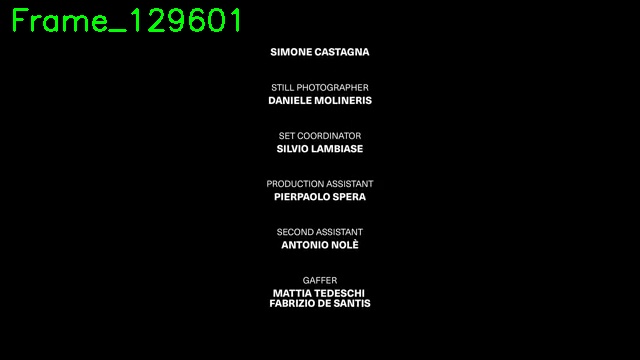 Frame_129601
SIMONE CASTAGNA
STILL PHOTOGRAPHER
DANIELE MOLINERIS
SET COORDINATOR
SILVIO LAMBIASE
PRODUCTION ASSISTANT
PIERPAOLO SPERA
SECOND ASSISTANT
ANTONIO NOLÈ
GAFFER
MATTIA TEDESCHI
FABRIZIO DE SANTIS